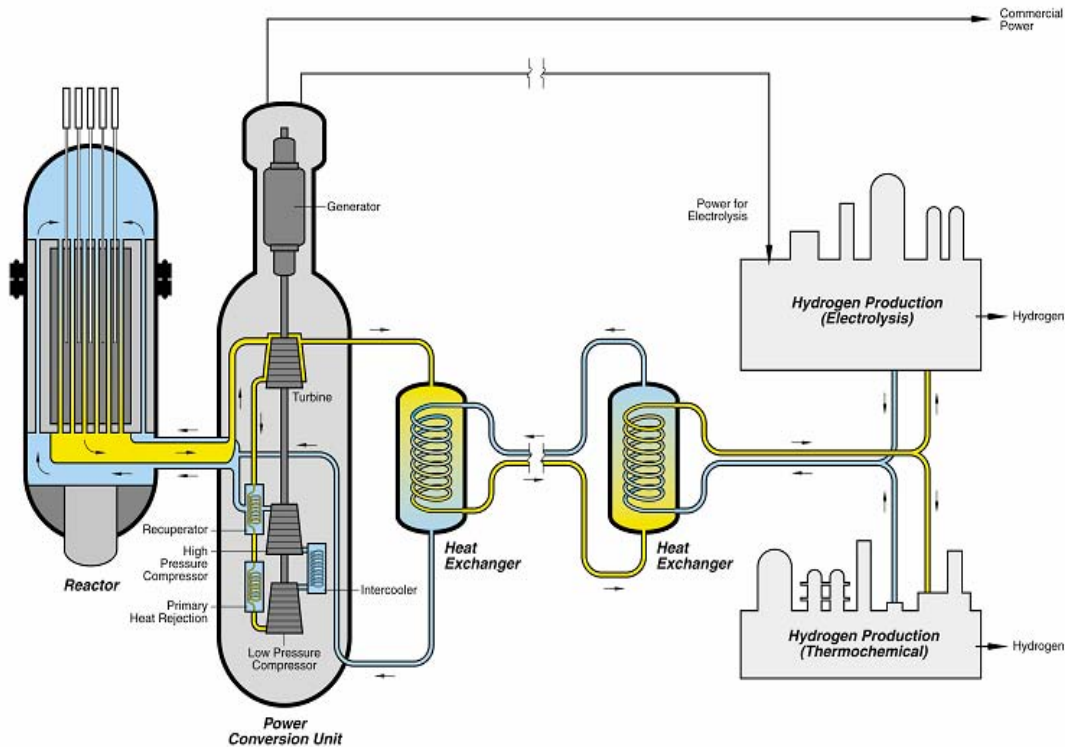 Commercial
Power
Generator
Power for
Electrolysis
Hydrogen Production
(Electrolysis)
Hydrogen
Turbine
Recuperator
High
Pressure
Compressor
Primary
Heat Rejection
Intercooler
Low Pressure
Compressor
Reactor
Heat
Exchanger
Heat
Exchanger
Hydrogen Production
(Thermochemical)
Hydrogen
Power
Conversion Unit